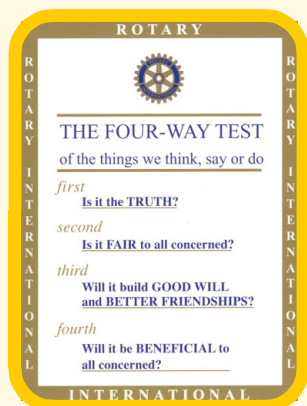 ROTARY
ROTARY INTERNATIONAL
ROTARY INTERNATIONAL
THE FOUR-WAY TEST
of the things we think, say or do
first
Is it the TRUTH?
second
Is it FAIR to all concerned?
third
Will it build GOOD WILL
and BETTER FRIENDSHIPS?
fourth
Will it be BENEFICIAL to
all concerned?
INTERNATIONAL